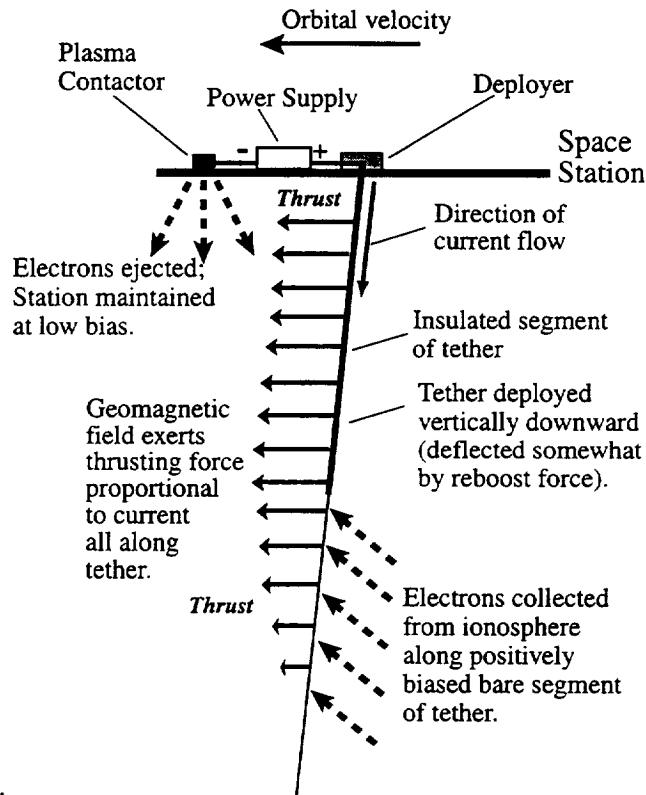 Orbital velocity
Plasma
Contactor
Power Supply
Deployer
- +
Space
Station
Thrust
Direction of
current flow
Electrons ejected;
Station maintained
at low bias.
Insulated segment
of tether
Tether deployed
vertically downward
(deflected somewhat
by reboost force).
Geomagnetic
field exerts
thrusting force
proportional
to current
all along
tether.
Thrust
Electrons collected
from ionosphere
along positively
biased bare segment
of tether.